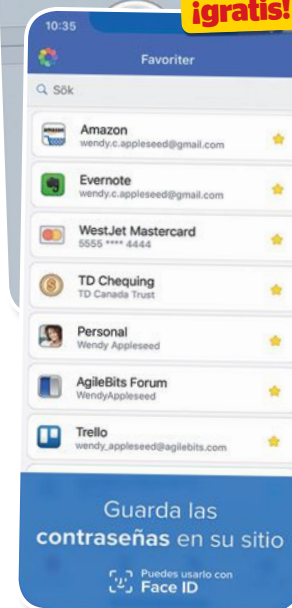 ¡gratis!
10:35
Favoriter
Sök
amazon
Amazon
wendy.c.appleseed@gmail.com
Evernote
wendy.c.appleseed@gmail.com
WestJet Mastercard
5555 **** 4444
TD Chequing
TD Canada Trust
Personal
Wendy Appleseed
AgileBits Forum
WendyAppleseed
Trello
wendy_appleseed@agilebits.com
Guarda las
contraseñas en su sitio
Puedes usarlo con
Face ID